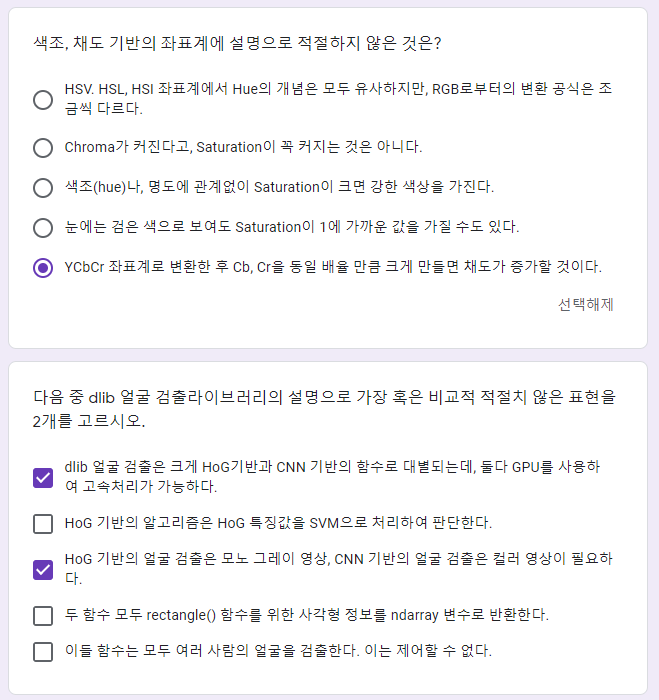 색조, 채도 기반의 좌표계에 설명으로 적절하지 않은 것은?
HSV. HSL, HSI 좌표계에서 Hue의 개념은 모두 유사하지만, RGB로부터의 변환 공식은 조
금씩 다르다.
Chroma가 커진다고, Saturation이 꼭 커지는 것은 아니다.
색조(hue)나, 명도에 관계없이 Saturation이 크면 강한 색상을 가진다.
눈에는 검은 색으로 보여도 Saturation이 1에 가까운 값을 가질 수도 있다.
YCbCr 좌표계로 변환한 후 Cb, Cr을 동일 배율 만큼 크게 만들면 채도가 증가할 것이다.
선택해제
다음 중 dlib 얼굴 검출라이브러리의 설명으로 가장 혹은 비교적 적절치 않은 표현을
2개를 고르시오.
dlib 얼굴 검출은 크게 HoG기반과 CNN 기반의 함수로 대별되는데, 둘다 GPU를 사용하
여 고속처리가 가능하다.
HoG 기반의 알고리즘은 HoG 특징값을 SVM으로 처리하여 판단한다.
HoG 기반의 얼굴 검출은 모노 그레이 영상, CNN 기반의 얼굴 검출은 컬러 영상이 필요하
다.
두 함수 모두 rectangle() 함수를 위한 사각형 정보를 ndarray 변수로 반환한다.
이들 함수는 모두 여러 사람의 얼굴을 검출한다. 이는 제어할 수 없다.